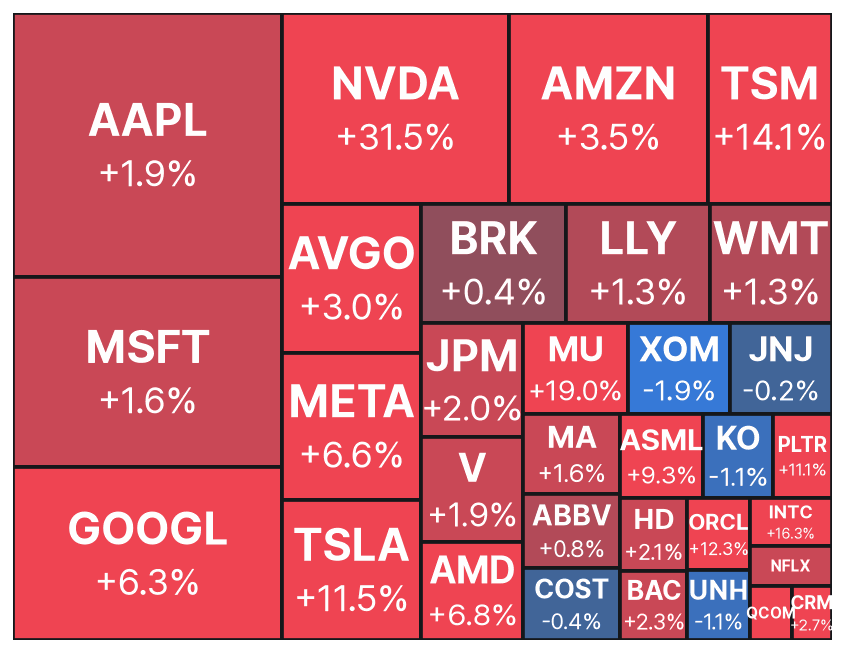 AAPL
+1.9%
NVDA
+31.5%
AMZN
+3.5%
TSM
+14.1%
AVGO
+3.0%
BRK
+0.4%
LLY
+1.3%
WMT
+1.3%
MSFT
+1.6%
META
+6.6%
JPM
+2.0%
MU
+19.0%
XOM
-1.9%
JNJ
-0.2%
V
+1.9%
MA
+1.6%
ASML
+9.3%
KO
-1.1%
PLTR
+11.1%
GOOGL
+6.3%
TSLA
+11.5%
AMD
+6.8%
ABBV
+0.8%
HD
+2.1%
ORCL
+12.3%
INTC
+16.3%
NFLX
COST
-0.4%
BAC
+2.3%
UNH
-1.1%
QCOM
CRM
+2.7%